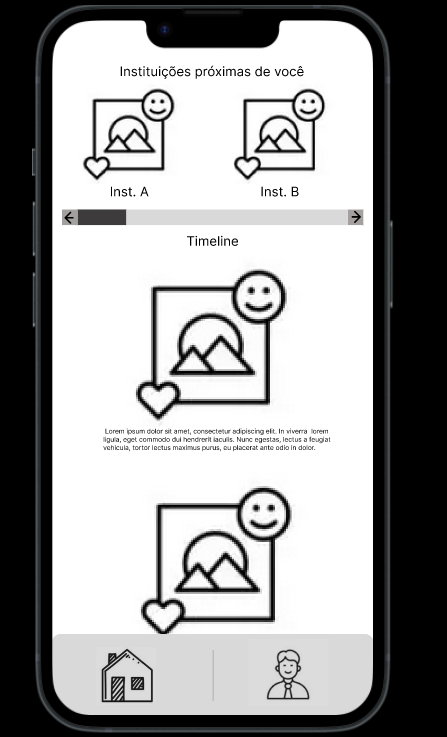 Instituições próximas de você
Inst. A
Inst. B
Timeline
Lorem ipsum dolor sit amet, consectetur adipiscing elit. In viverra lorem
ligula, eget commodo dui hendrerit iaculis. Nunc egestas, lectus a feugiat
vehicula, tortor lectus maximus purus, eu placerat ante odio in dolor.